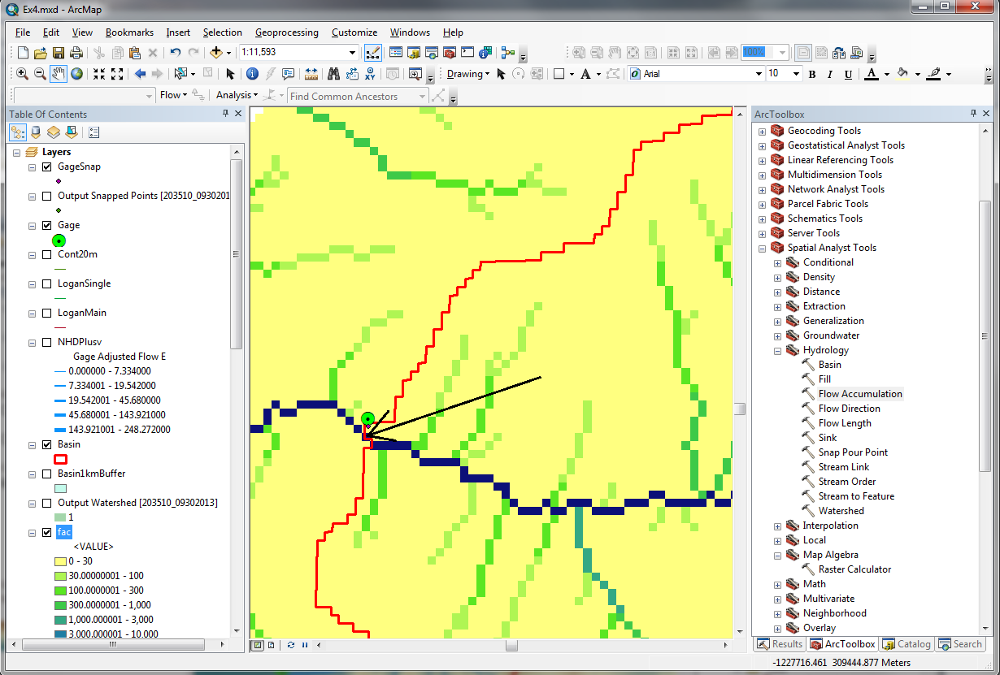 Ex4.mxd - ArcMap
File Edit View Bookmarks Insert Selection Geoprocessing Customize Windows Help
1:11,593
100%
Drawing
A
Arial
10
B I U A
Flow
Analysis
Find Common Ancestors
Table Of Contents
Layers
GageSnap
Output Snapped Points [203510_0930201
Gage
Cont20m
LoganSingle
LoganMain
NHDPlusv
Gage Adjusted Flow E
0.000000 - 7.334000
7.334001 - 19.542000
19.542001 - 45.680000
45.680001 - 143.921000
143.921001 - 248.272000
Basin
Basin1kmBuffer
Output Watershed [203510_09302013]
1
fac
<VALUE>
0 - 30
30.00000001 - 100
100.0000001 - 300
300.0000001 - 1,000
1,000.000001 - 3,000
3,000.000001 - 10,000
ArcToolbox
Geocoding Tools
Geostatistical Analyst Tools
Linear Referencing Tools
Multidimension Tools
Network Analyst Tools
Parcel Fabric Tools
Schematics Tools
Server Tools
Spatial Analyst Tools
Conditional
Density
Distance
Extraction
Generalization
Groundwater
Hydrology
Basin
Fill
Flow Accumulation
Flow Direction
Flow Length
Sink
Snap Pour Point
Stream Link
Stream Order
Stream to Feature
Watershed
Interpolation
Local
Map Algebra
Raster Calculator
Math
Multivariate
Neighborhood
Overlay
Results ArcToolbox Catalog Search
-1227716.461 309444.877 Meters